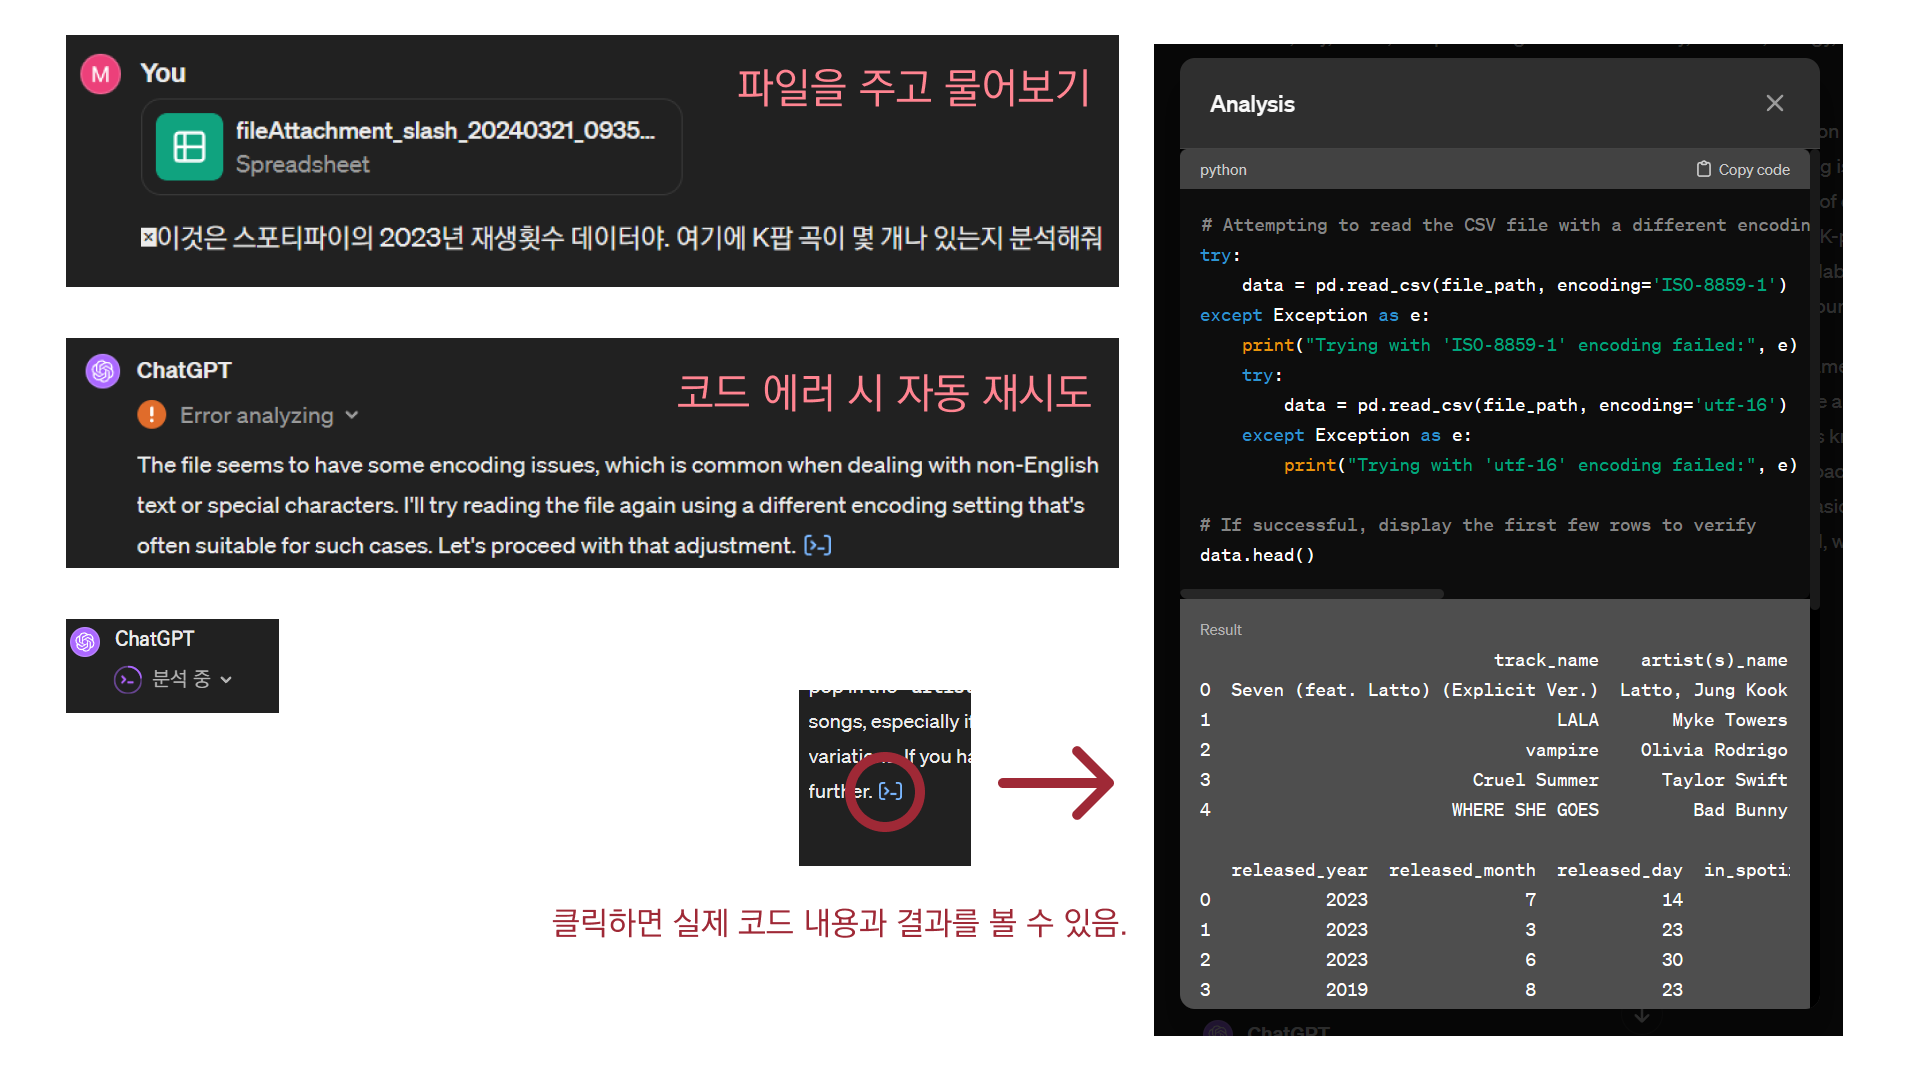 M
You
파일을 주고 물어보기
fileAttachment_slash_20240321_0935...
Spreadsheet
이것은 스포티파이의 2023년 재생횟수 데이터야. 여기에 K팝 곡이 몇 개나 있는지 분석해줘
ChatGPT
코드 에러 시 자동 재시도
Error analyzing
The file seems to have some encoding issues, which is common when dealing with non-English
text or special characters. I'll try reading the file again using a different encoding setting that's
often suitable for such cases. Let's proceed with that adjustment. [>-]
ChatGPT
분석 중
songs, especially
If you
further. [>-]
클릭하면 실제 코드 내용과 결과를 볼 수 있음.
Analysis
python
Copy code
# Attempting to read the CSV file with a different
try:
    data = pd.read_csv(file_path, encoding='ISO-8859-1')
except Exception as e:
    print("Trying with 'ISO-8859-1' encoding failed:", e)
    try:
        data = pd.read_csv(file_path, encoding='utf-16')
    except Exception as e:
        print("Trying with 'utf-16' encoding failed:", e)
# If successful, display the first few rows to verify
data.head()
Result
track_name artist(s)_name
0 Seven (feat. Latto) (Explicit Ver.) Latto, Jung Kook
1 LALA Myke Towers
2 vampire Olivia Rodrigo
3 Cruel Summer Taylor Swift
4 WHERE SHE GOES Bad Bunny
released_year released_month released_day
0 2023 7 14
1 2023 3 23
2 2023 6 30
3 2019 8 23
ChatGPT